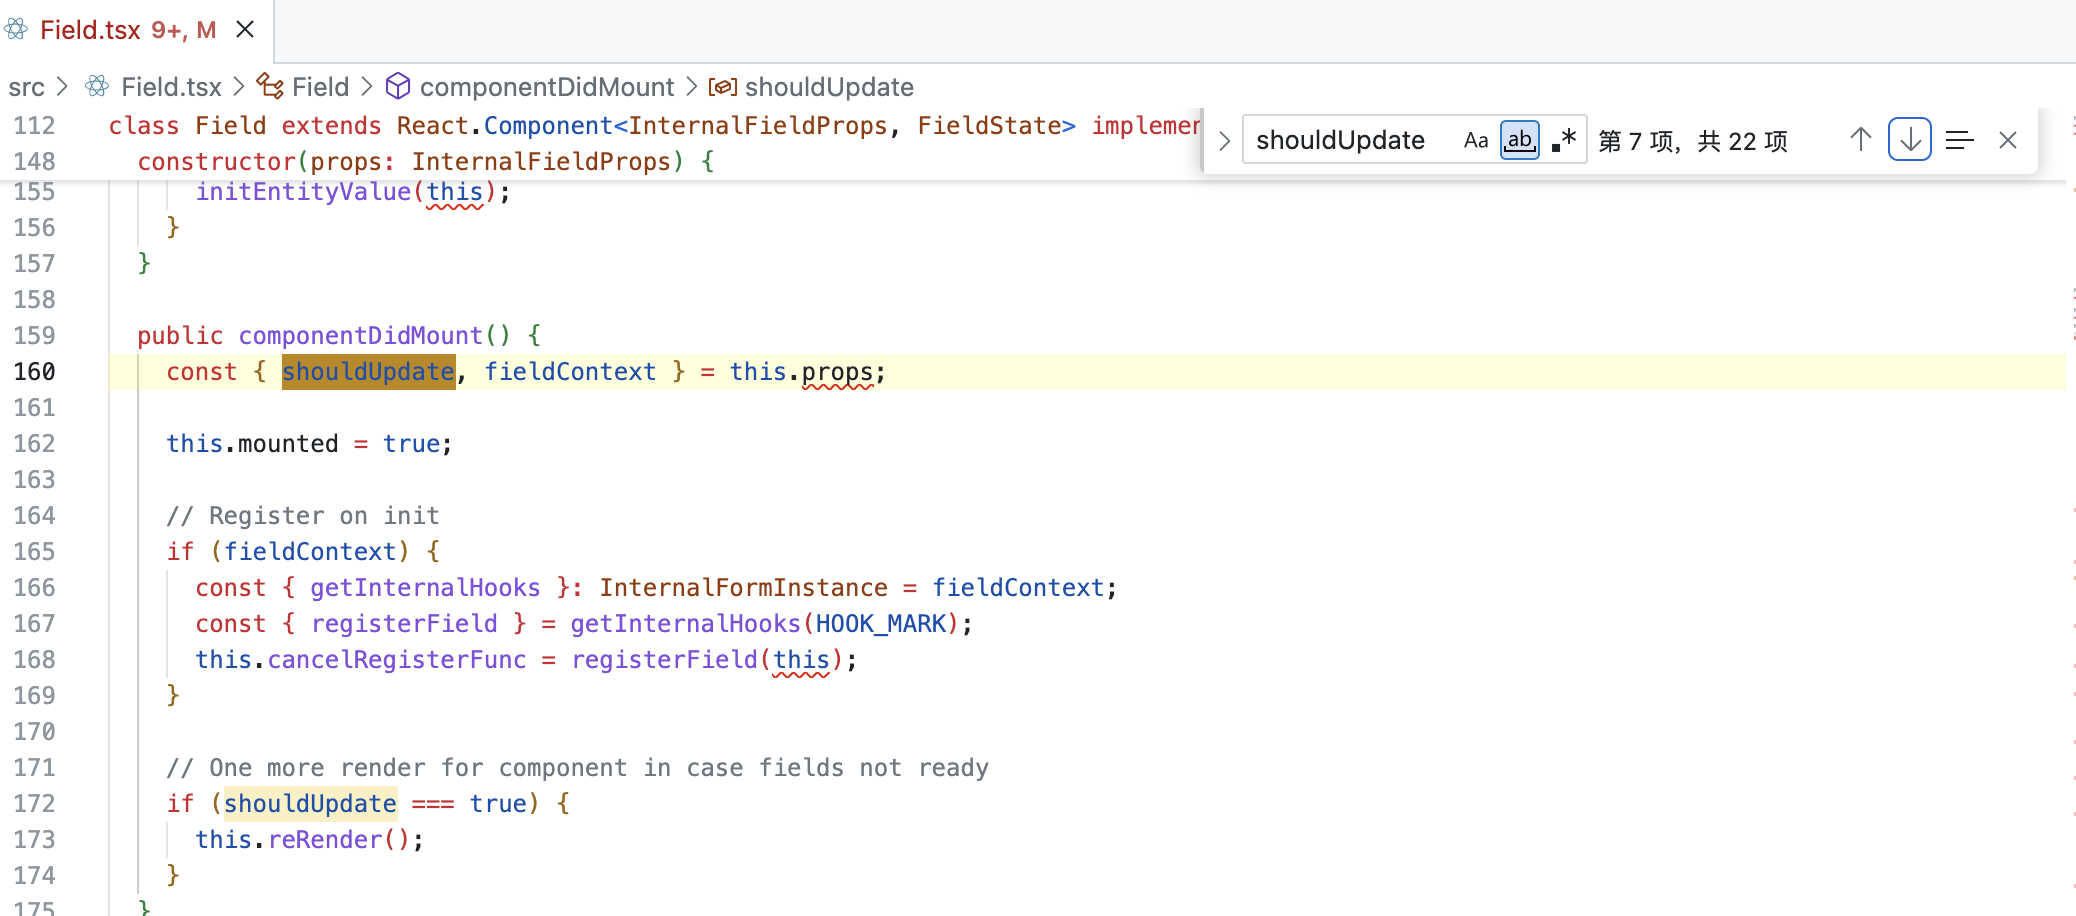 Field.tsx 9+, M
src > Field.tsx > Field > componentDidMount > shouldUpdate
112 class Field extends React.Component<InternalFieldProps, FieldState> implemen
shouldUpdate Aa ab .* 第 7 项，共 22 项
148 constructor(props: InternalFieldProps) {
155 initEntityValue(this);
156 }
157 }
158
159 public componentDidMount() {
160 const { shouldUpdate, fieldContext } = this.props;
161
162 this.mounted = true;
163
164 // Register on init
165 if (fieldContext) {
166 const { getInternalHooks }: InternalFormInstance = fieldContext;
167 const { registerField } = getInternalHooks(HOOK_MARK);
168 this.cancelRegisterFunc = registerField(this);
169 }
170
171 // One more render for component in case fields not ready
172 if (shouldUpdate === true) {
173 this.reRender();
174 }
175 }